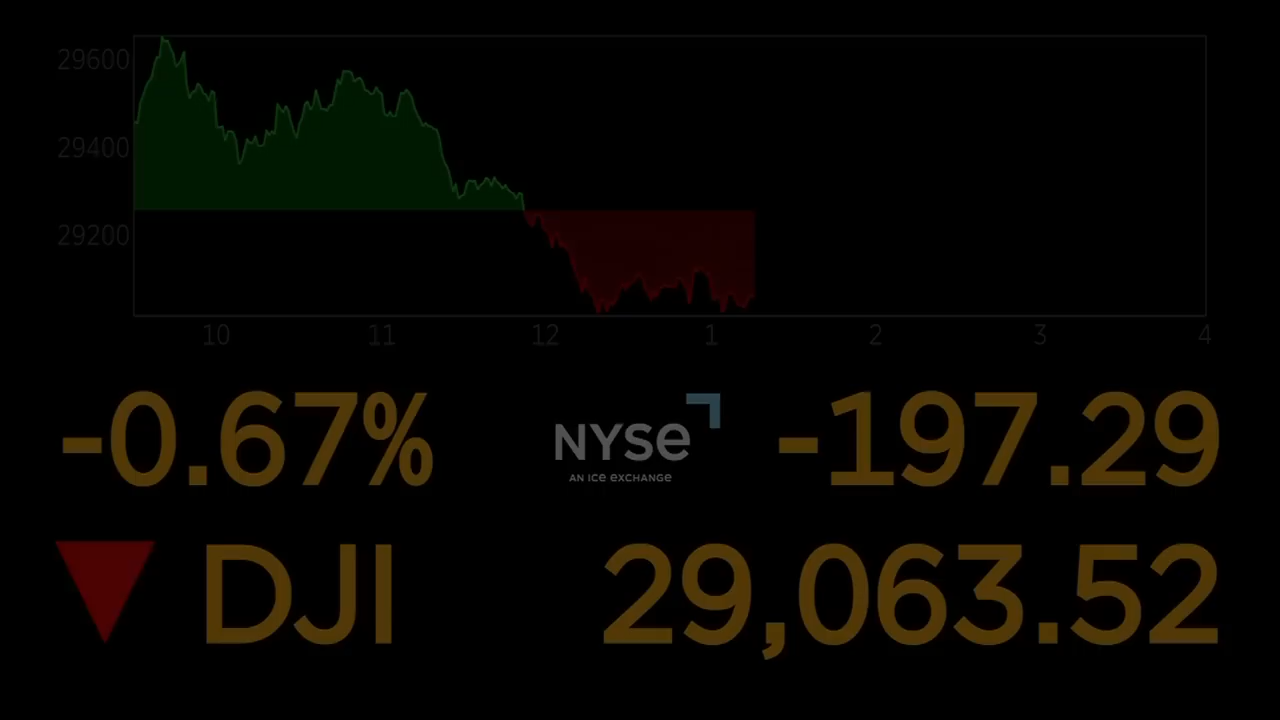 29600
29400
29200
10 11 12 1 2 3 4
-0.67% NYSE -197.29
AN ICE EXCHANGE
DJI 29,063.52